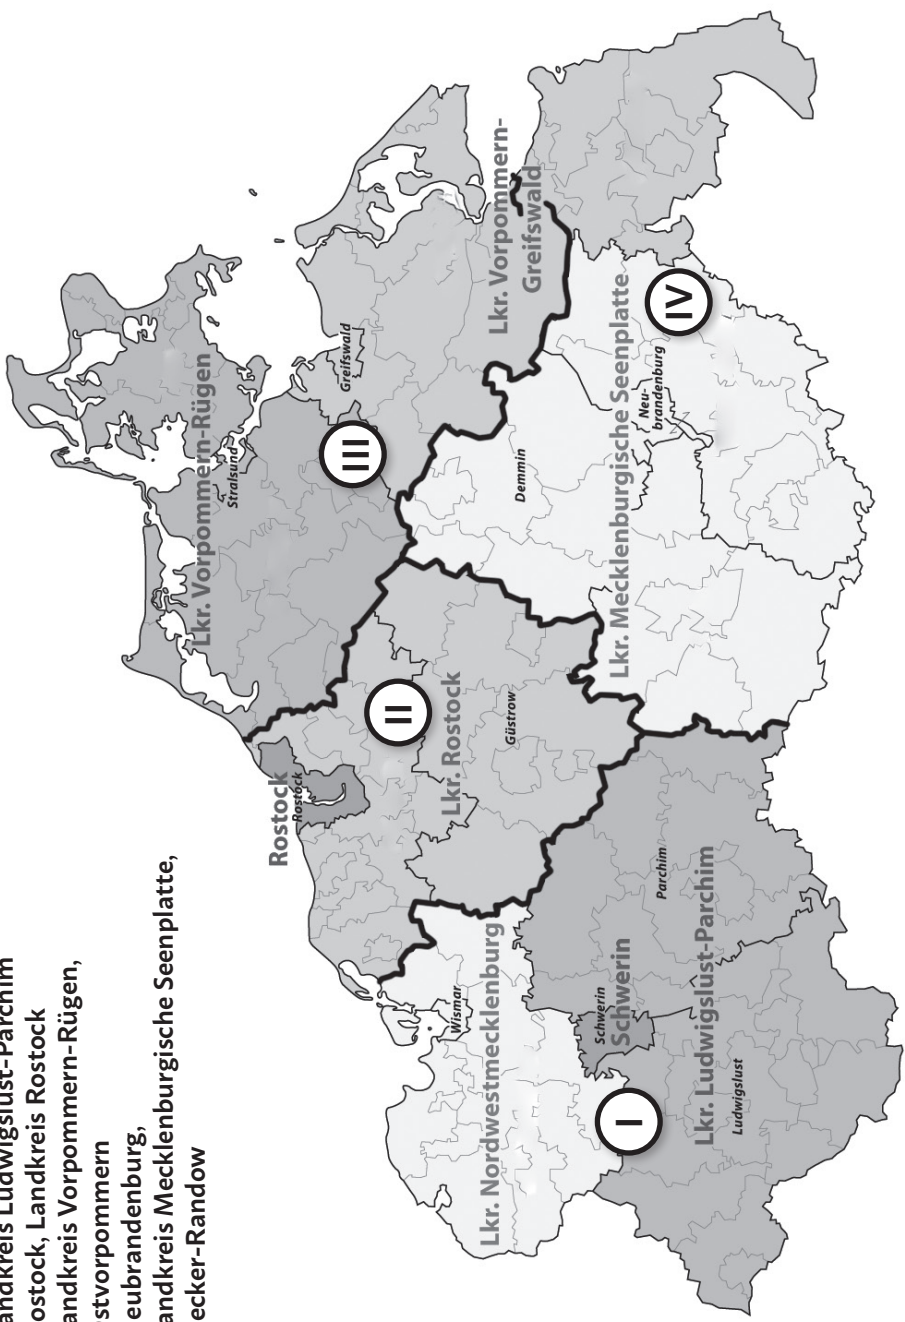 andkreis Ludwigslust-Parchim
ostock, Landkreis Rostock
andkreis Vorpommern-Rügen,
stvorpommern
eubrandenburg,
andkreis Mecklenburgische Seenplatte,
ecker-Randow
Lkr. Vorpommern-Rügen
Stralsund
Rostock
Rostock
Greifswald
III
II
Lkr. Rostock
Wismar
Lkr. Nordwestmecklenburg
Güstrow
Demmin
Lkr. Vorpommern-
Greifswald
Schwerin
Schwerin
I
Lkr. Mecklenburgische Seenplatte
Neu-
brandenburg
IV
Parchim
Lkr. Ludwigslust-Parchim
Ludwigslust